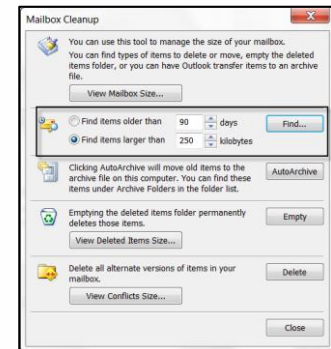 Mailbox Cleanup
You can use this tool to manage the size of your mailbox.
You can find types of items to delete or move, empty the deleted
items folder, or you can have Outlook transfer items to an archive
file.
View Mailbox Size...
Find items older than 90 days Find...
Find items larger than 250 kilobytes
Clicking AutoArchive will move old items to the AutoArchive
archive file on this computer. You can find these
items under Archive Folders in the folder list.
Emptying the deleted items folder permanently Empty
deletes those items.
View Deleted Items Size...
Delete all alternate versions of items in your Delete
mailbox.
View Conflicts Size...
Close